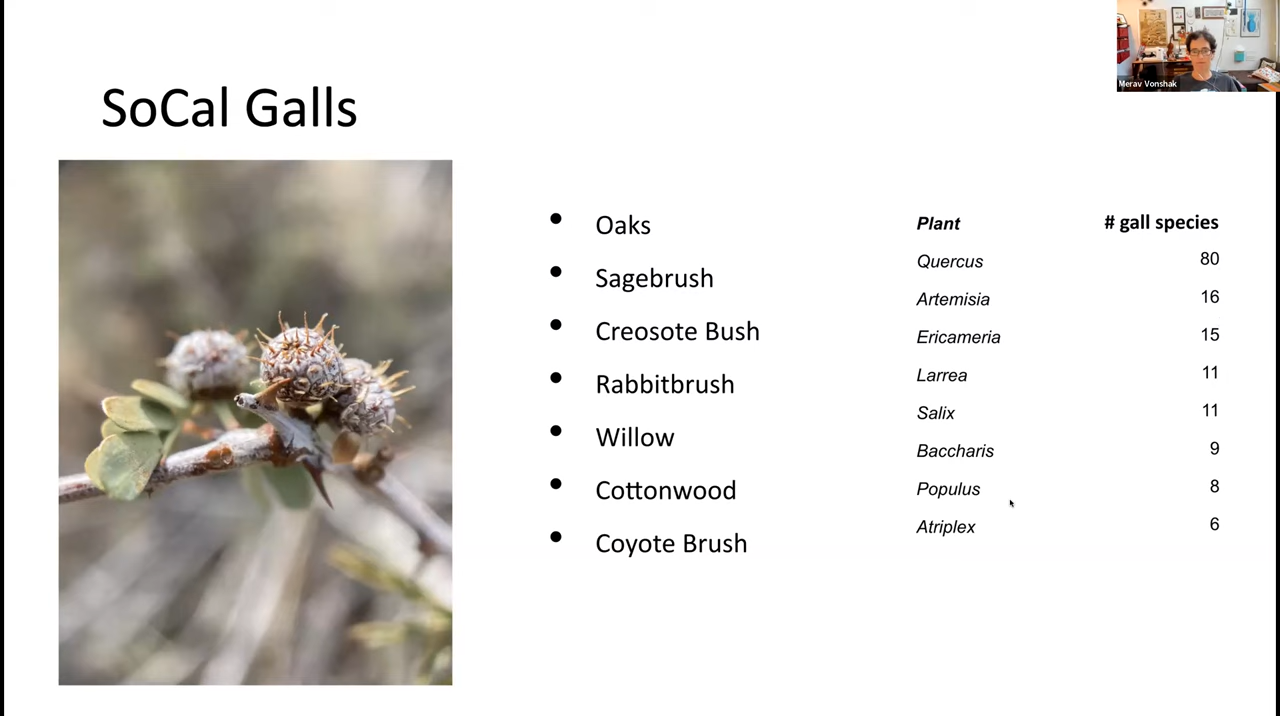 Merav Vonshak
SoCal Galls
• Oaks
• Sagebrush
• Creosote Bush
• Rabbitbrush
• Willow
• Cottonwood
• Coyote Brush
Plant # gall species
Quercus 80
Artemisia 16
Ericameria 15
Larrea 11
Salix 11
Baccharis 9
Populus 8
Atriplex 6